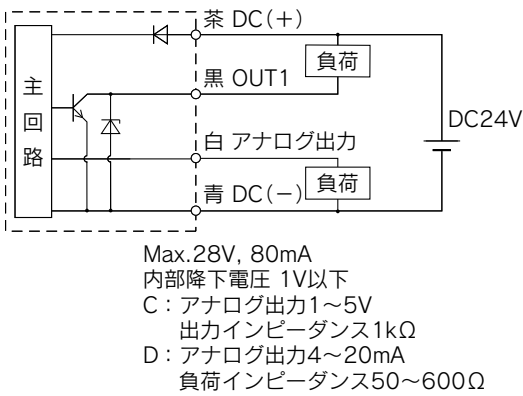 茶 DC(+)
負荷
黒 OUT1
主回路
DC24V
白 アナログ出力
負荷
青 DC(−)
Max.28V, 80mA
内部降下電圧 1V以下
C：アナログ出力1～5V
出力インピーダンス1kΩ
D：アナログ出力4～20mA
負荷インピーダンス50～600Ω